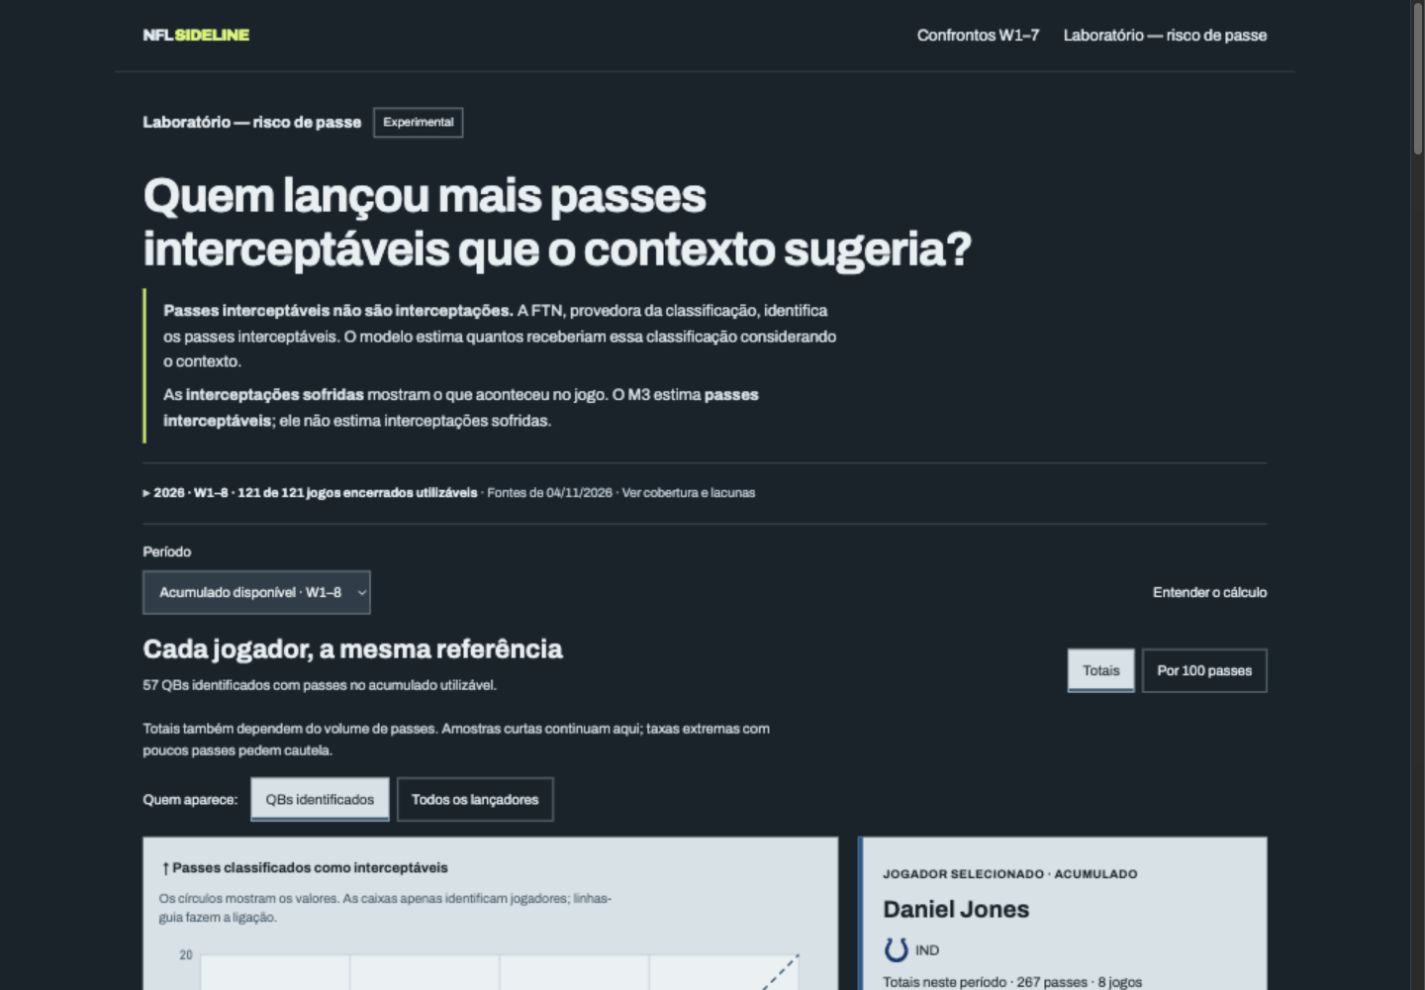 NFLSIDELINE
Confrontos W1–7
Laboratório — risco de passe
Laboratório — risco de passe
Experimental
Quem lançou mais passes
interceptáveis que o contexto sugeria?
Passes interceptáveis não são interceptações. A FTN, provedora da classificação, identifica
os passes interceptáveis. O modelo estima quantos receberiam essa classificação considerando
o contexto.
As interceptações sofridas mostram o que aconteceu no jogo. O M3 estima passes
interceptáveis; ele não estima interceptações sofridas.
▸ 2026 · W1–8 · 121 de 121 jogos encerrados utilizáveis · Fontes de 04/11/2026 · Ver cobertura e lacunas
Período
Acumulado disponível · W1–8
Entender o cálculo
Cada jogador, a mesma referência
57 QBs identificados com passes no acumulado utilizável.
Totais
Por 100 passes
Totais também dependem do volume de passes. Amostras curtas continuam aqui; taxas extremas com
poucos passes pedem cautela.
Quem aparece:
QBs identificados
Todos os lançadores
↑ Passes classificados como interceptáveis
Os círculos mostram os valores. As caixas apenas identificam jogadores; linhas-
guia fazem a ligação.
20
JOGADOR SELECIONADO · ACUMULADO
Daniel Jones
IND
Totais neste período · 267 passes · 8 jogos